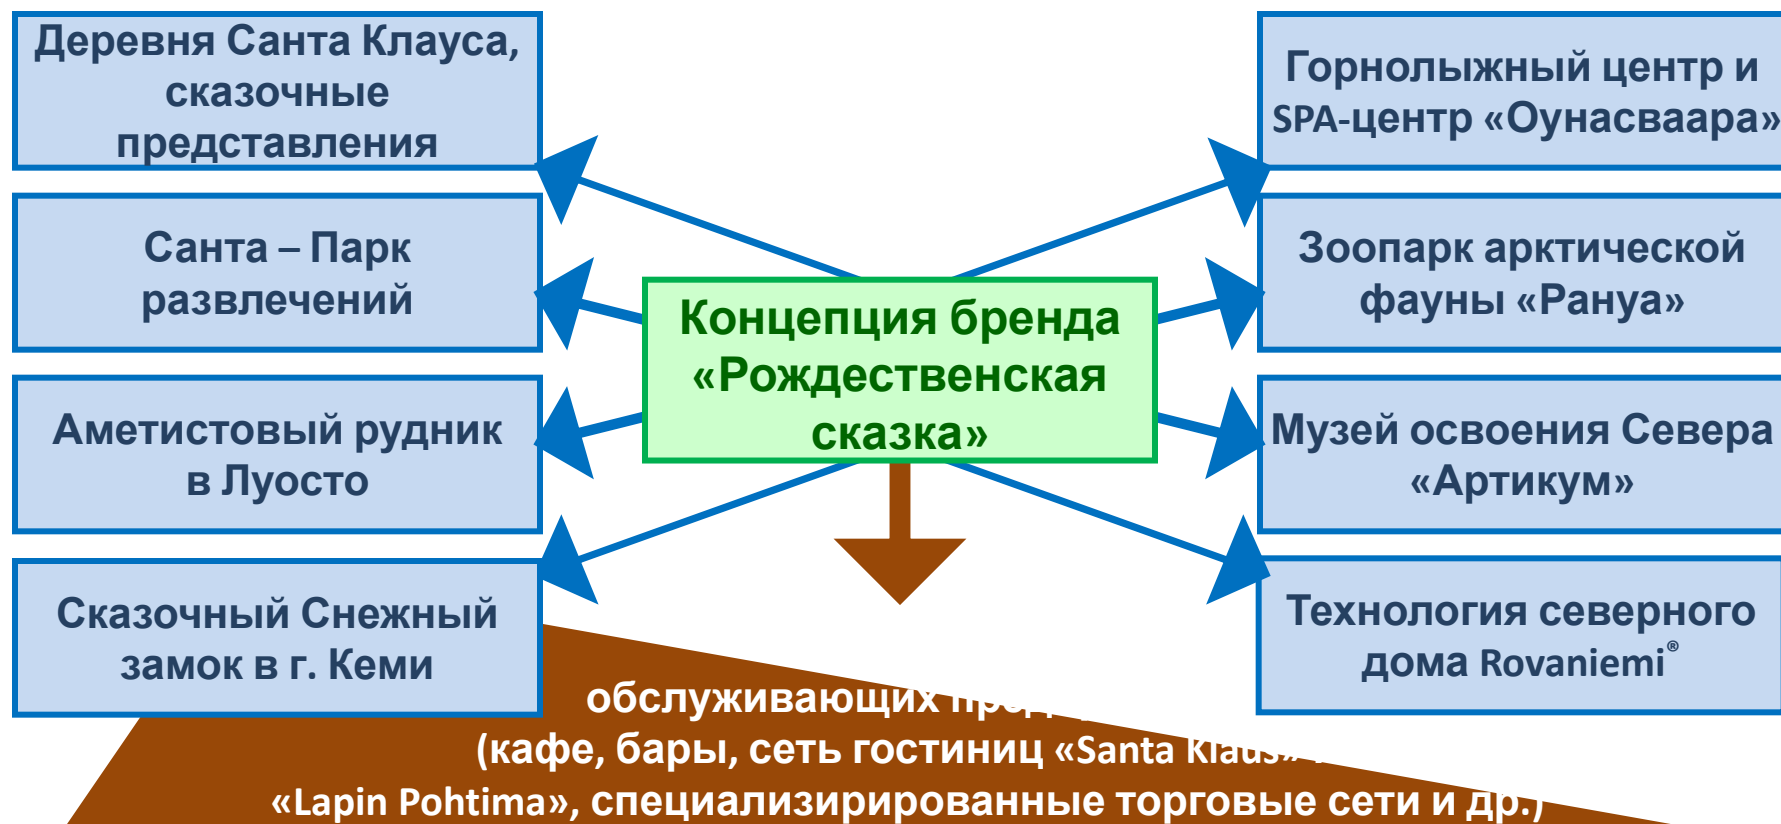 Деревня Санта Клауса,
сказочные
представления
Санта – Парк
развлечений
Аметистовый рудник
в Луосто
Сказочный Снежный
замок в г. Кеми
Концепция бренда
«Рождественская
сказка»
Горнолыжный центр и
SPA-центр «Оунасваара»
Зоопарк арктической
фауны «Рануа»
Музей освоения Севера
«Артикум»
Технология северного
дома Rovaniemi®
обслуживающих
(кафе, бары, сеть гостиниц «Santa Klaus»
«Lapin Pohtima», специализирированные торговые сети и др.)